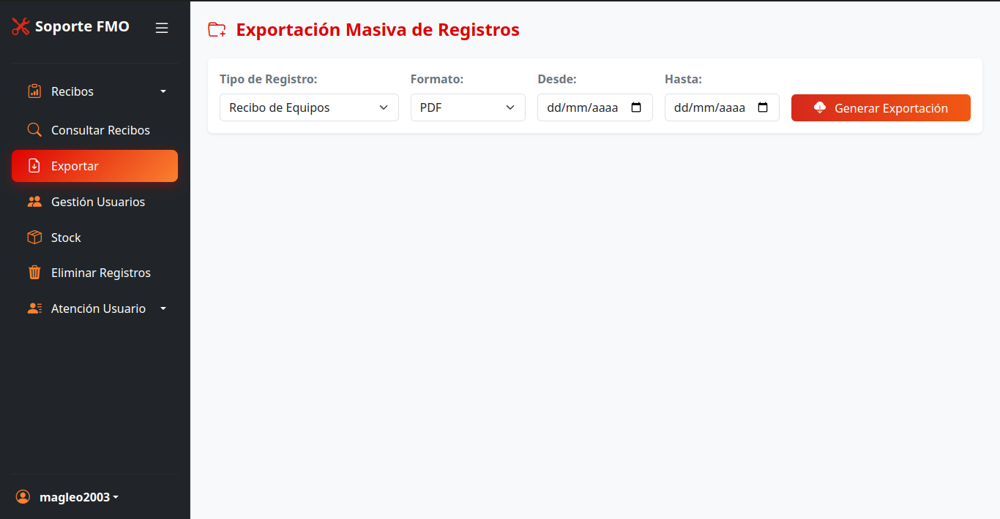 Soporte FMO
Recibos
Consultar Recibos
Exportar
Gestión Usuarios
Stock
Eliminar Registros
Atención Usuario
magleo2003
Exportación Masiva de Registros
Tipo de Registro: Formato: Desde: Hasta:
Recibo de Equipos PDF dd/mm/aaaa dd/mm/aaaa Generar Exportación